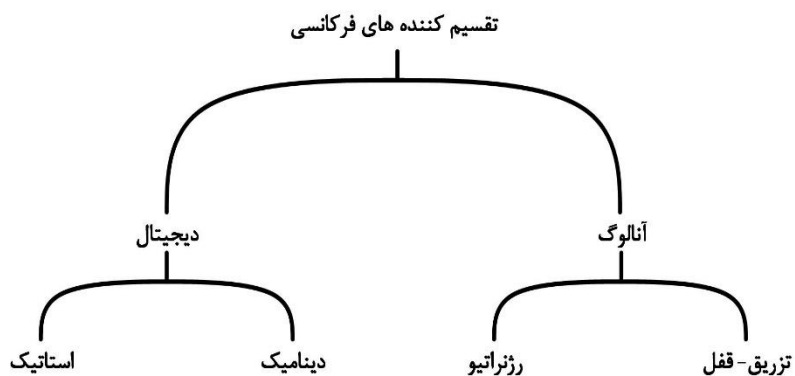 تقسیم کننده های فرکانسی
آنالوگ
دیجیتال
تزریق- قفل
رژنراتیو
دینامیک
استاتیک